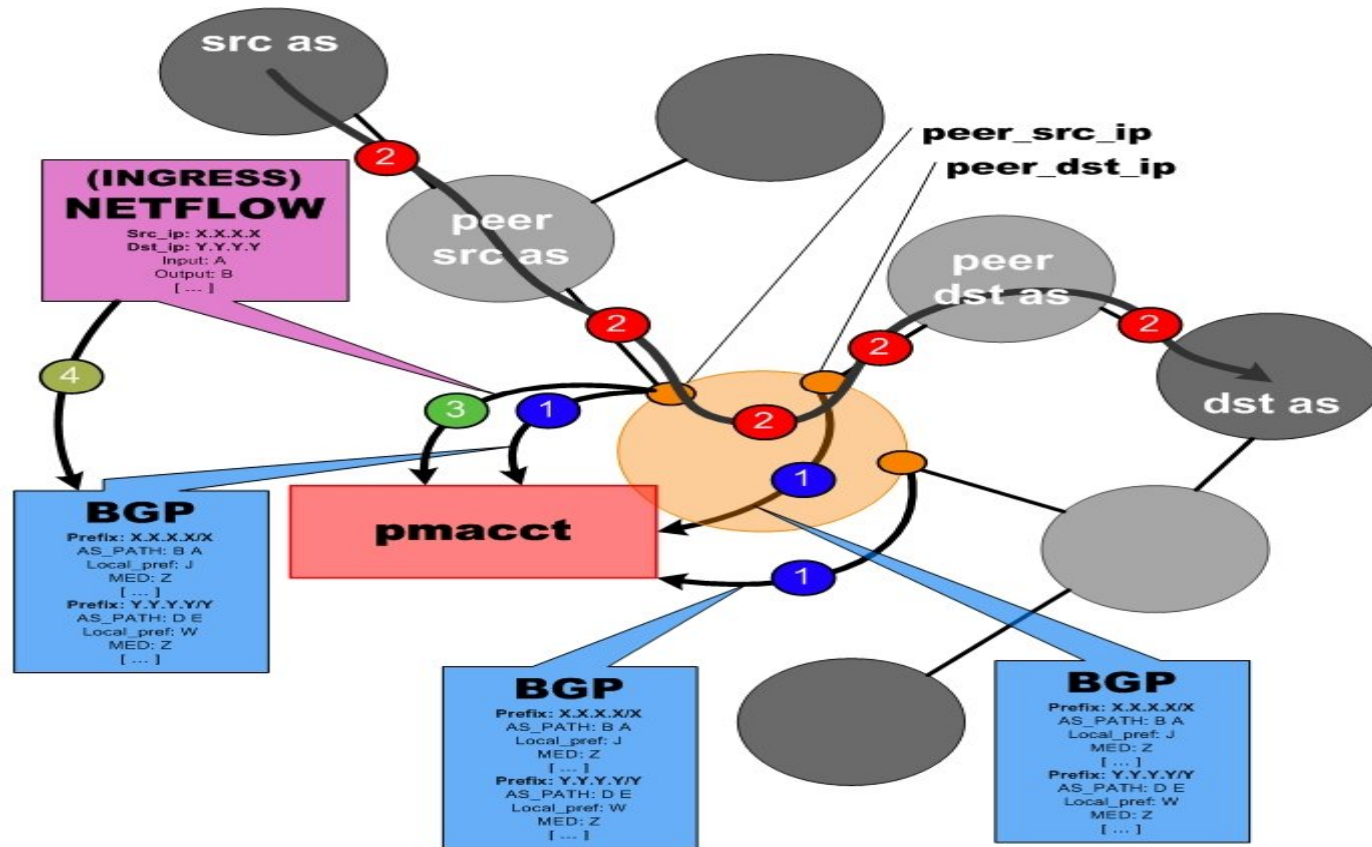 src as
peer_src_ip
peer_dst_ip
2
(INGRESS)
NETFLOW
Src_ip: X.X.X.X
Dst_ip: Y.Y.Y.Y
Input: A
Output: B
[ ... ]
peer
src as
peer
dst as
2
2
2
4
3
1
2
dst as
1
BGP
Prefix: X.X.X.X/X
AS_PATH: B A
Local_pref: J
MED: Z
[ ... ]
Prefix: Y.Y.Y.Y/Y
AS_PATH: D E
Local_pref: W
MED: Z
[ ... ]
pmacct
1
BGP
Prefix: X.X.X.X/X
AS_PATH: B A
Local_pref: J
MED: Z
[ ... ]
Prefix: Y.Y.Y.Y/Y
AS_PATH: D E
Local_pref: W
MED: Z
[ ... ]
BGP
Prefix: X.X.X.X/X
AS_PATH: B A
Local_pref: J
MED: Z
[ ... ]
Prefix: Y.Y.Y.Y/Y
AS_PATH: D E
Local_pref: W
MED: Z
[ ... ]